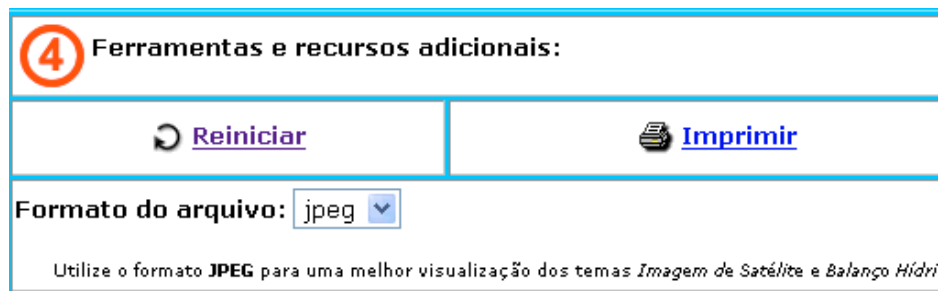 4 Ferramentas e recursos adicionais:
Reiniciar Imprimir
Formato do arquivo: jpeg
Utilize o formato JPEG para uma melhor visualização dos temas Imagem de Satélite e Balanço Hídri